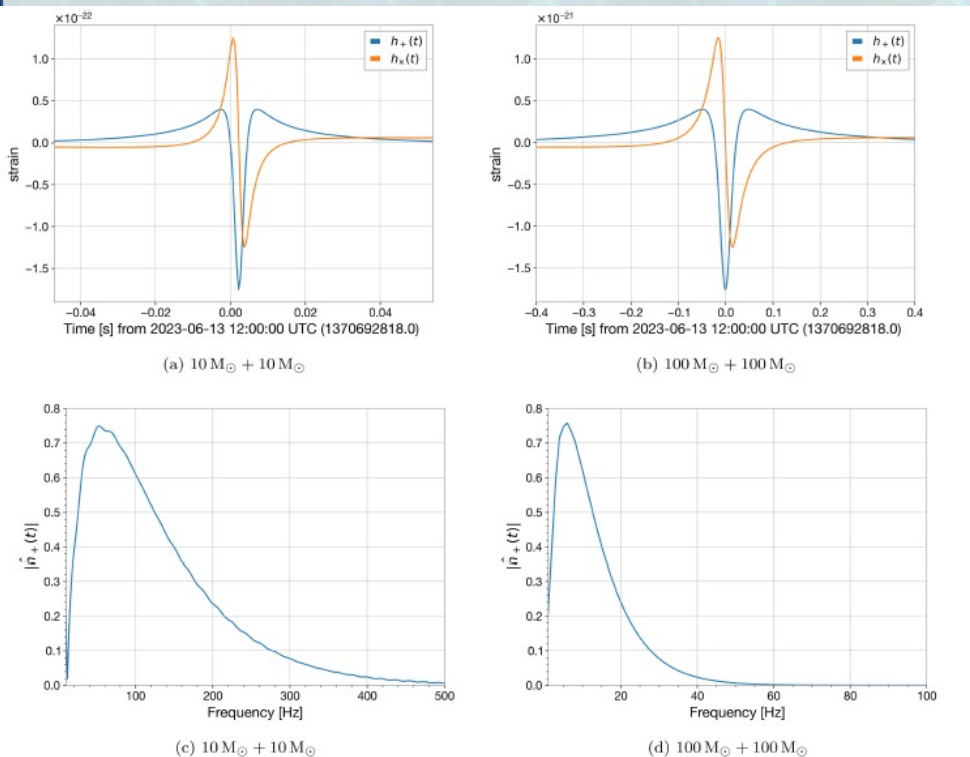 ×10⁻²²
h₊(t)
hₓ(t)
1.0
0.5
0.0
−0.5
−1.0
−1.5
strain
−0.04 −0.02 0.00 0.02 0.04
Time [s] from 2023-06-13 12:00:00 UTC (1370692818.0)
(a) 10 M⊙ + 10 M⊙
×10⁻²¹
h₊(t)
hₓ(t)
1.0
0.5
0.0
−0.5
−1.0
−1.5
strain
−0.4 −0.3 −0.2 −0.1 0.0 0.1 0.2 0.3 0.4
Time [s] from 2023-06-13 12:00:00 UTC (1370692818.0)
(b) 100 M⊙ + 100 M⊙
0.8
0.7
0.6
0.5
0.4
0.3
0.2
0.1
0.0
100 200 300 400 500
Frequency [Hz]
(c) 10 M⊙ + 10 M⊙
0.8
0.7
0.6
0.5
0.4
0.3
0.2
0.1
0.0
20 40 60 80 100
Frequency [Hz]
(d) 100 M⊙ + 100 M⊙